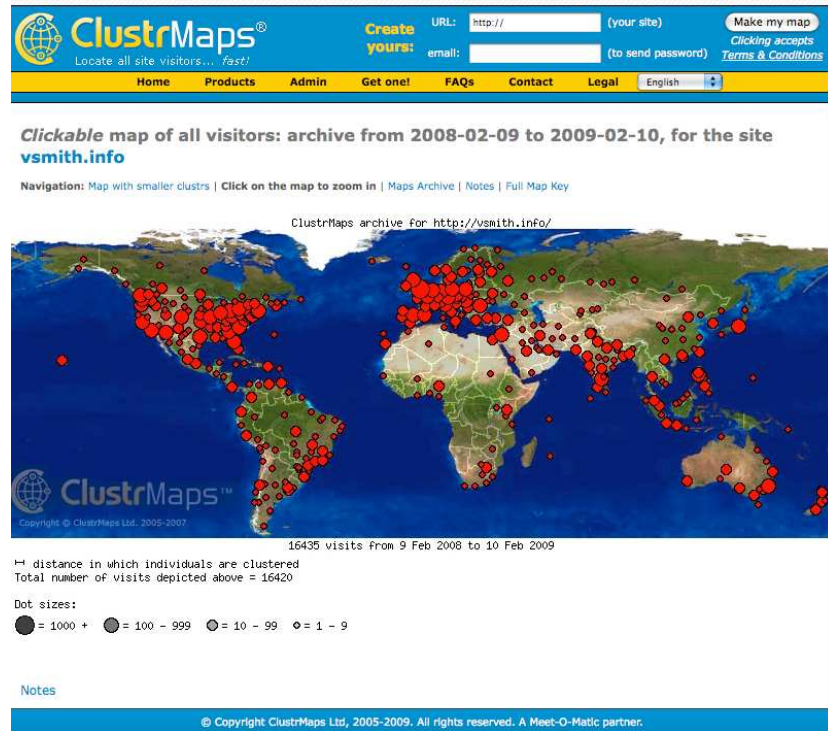 ClustrMaps®
Locate all site visitors... fast!
Create yours:
URL: http:// (your site)
email: (to send password)
Make my map
Clicking accepts
Terms & Conditions
Home Products Admin Get one! FAQs Contact Legal English
Clickable map of all visitors: archive from 2008-02-09 to 2009-02-10, for the site
vsmith.info
Navigation: Map with smaller clustrs | Click on the map to zoom in | Maps Archive | Notes | Full Map Key
ClustrMaps archive for http://vsmith.info/
ClustrMaps™
Copyright © ClustrMaps Ltd. 2005-2007
16435 visits from 9 Feb 2008 to 10 Feb 2009
distance in which individuals are clustered
Total number of visits depicted above = 16420
Dot sizes:
= 1000 + = 100 - 999 = 10 - 99 = 1 - 9
Notes
© Copyright ClustrMaps Ltd, 2005-2009. All rights reserved. A Meet-O-Matic partner.